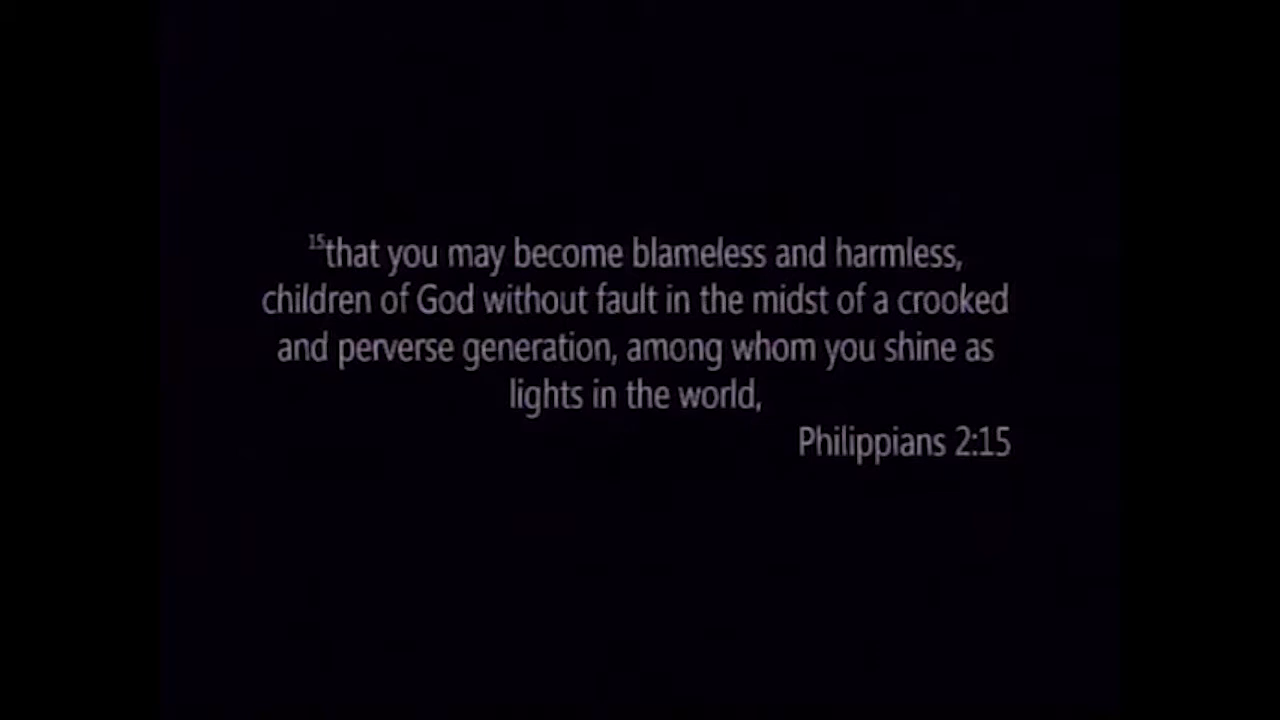 15that you may become blameless and harmless,
children of God without fault in the midst of a crooked
and perverse generation, among whom you shine as
lights in the world,
Philippians 2:15